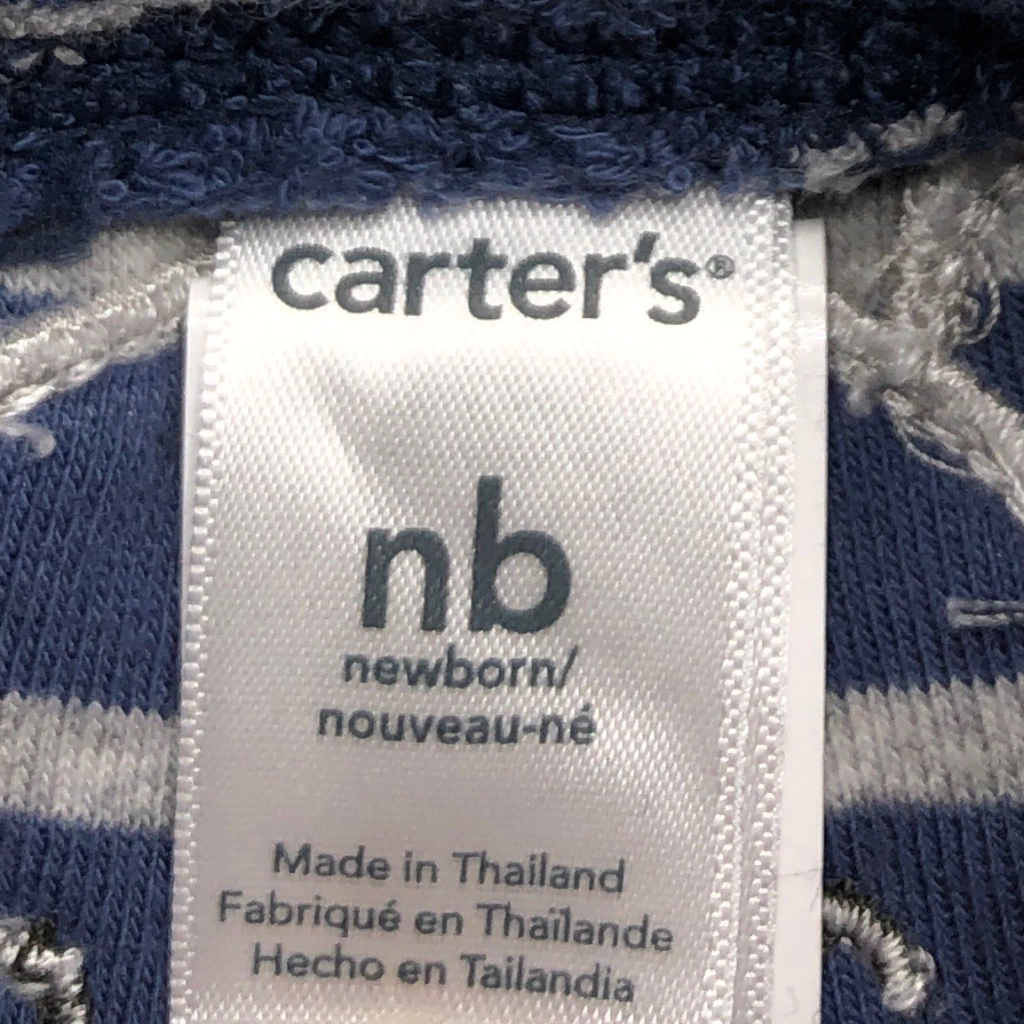 carter's®
nb
newborn/
nouveau-né
Made in Thailand
Fabriqué en Thaïlande
Hecho en Tailandia